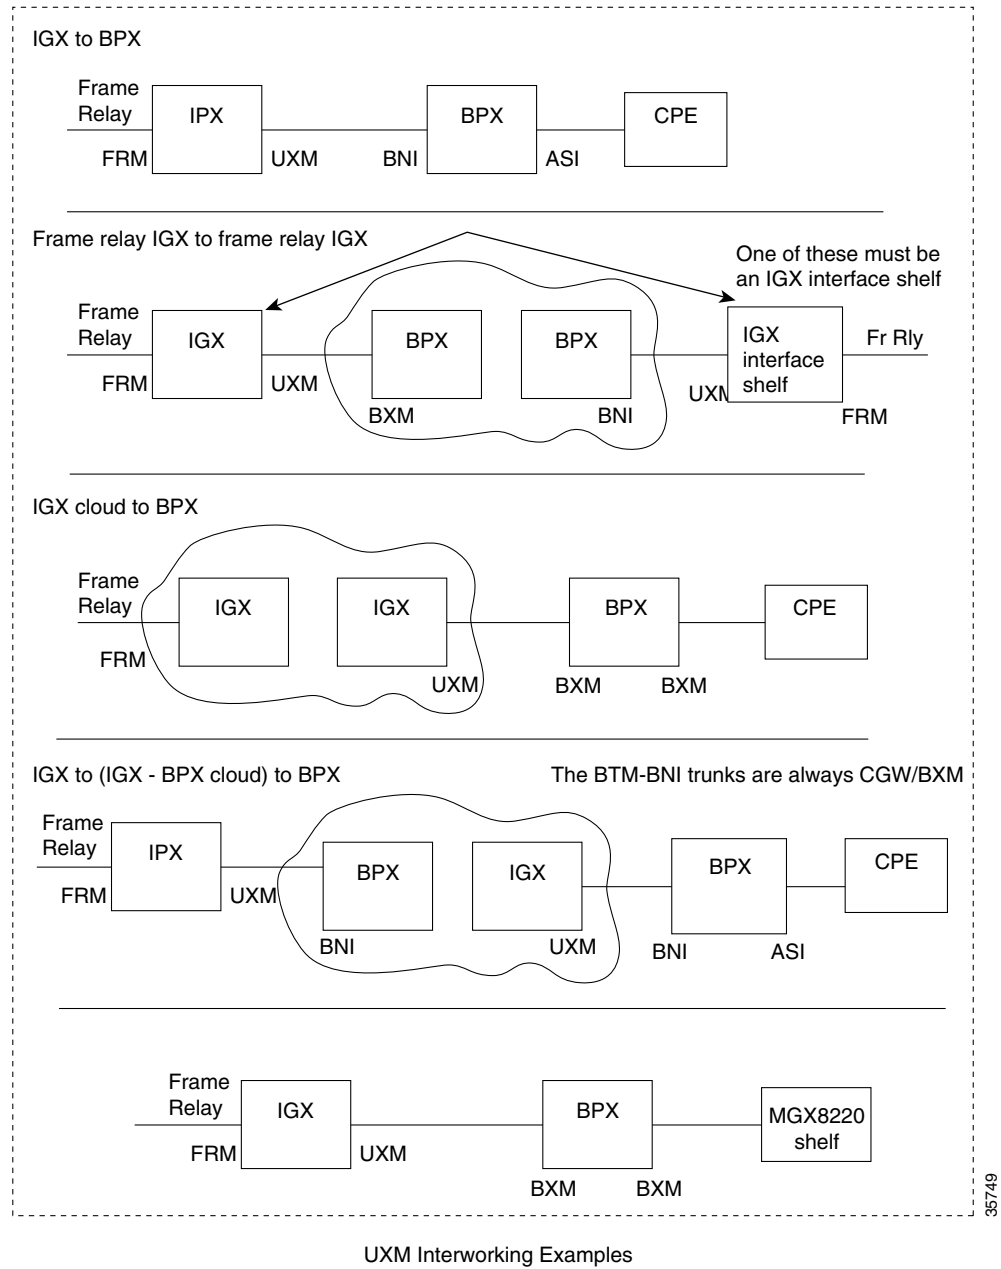 IGX to BPX
Frame
Relay
IPX
BPX
CPE
FRM
UXM
BNI
ASI
Frame relay IGX to frame relay IGX
One of these must be
an IGX interface shelf
Frame
Relay
IGX
BPX
BPX
IGX
interface
shelf
Fr Rly
FRM
UXM
BXM
BNI
UXM
FRM
IGX cloud to BPX
Frame
Relay
IGX
IGX
BPX
CPE
FRM
UXM
BXM
BXM
IGX to (IGX - BPX cloud) to BPX
The BTM-BNI trunks are always CGW/BXM
Frame
Relay
IPX
BPX
IGX
BPX
CPE
FRM
UXM
BNI
UXM
BNI
ASI
Frame
Relay
IGX
BPX
MGX8220
shelf
FRM
UXM
BXM
BXM
35749
UXM Interworking Examples